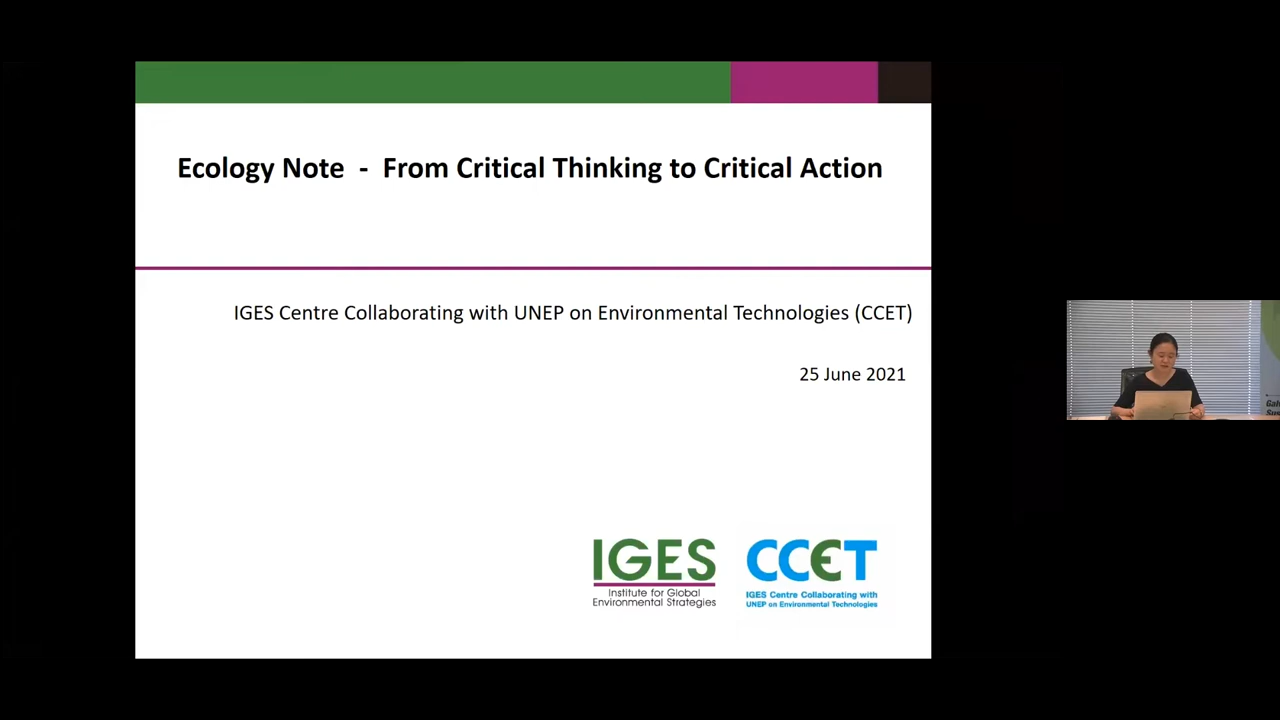 Ecology Note - From Critical Thinking to Critical Action
IGES Centre Collaborating with UNEP on Environmental Technologies (CCET)
25 June 2021
IGES
Institute for Global
Environmental Strategies
CCET
IGES Centre Collaborating with
UNEP on Environmental Technologies